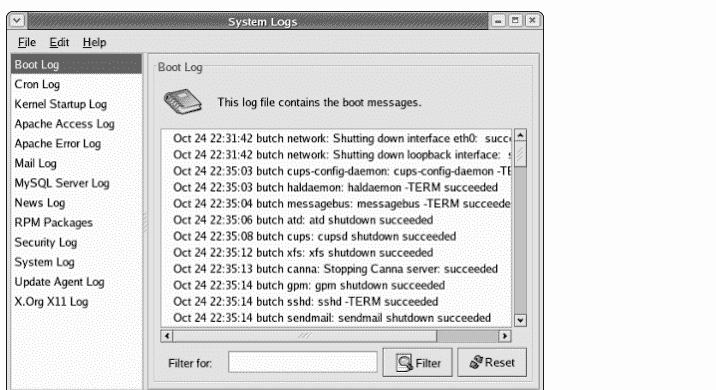 System Logs
File Edit Help
Boot Log
Cron Log
Kernel Startup Log
Apache Access Log
Apache Error Log
Mail Log
MySQL Server Log
News Log
RPM Packages
Security Log
System Log
Update Agent Log
X.Org X11 Log
Boot Log
This log file contains the boot messages.
Oct 24 22:31:42 butch network: Shutting down interface eth0: succ
Oct 24 22:31:42 butch network: Shutting down loopback interface: s
Oct 24 22:35:03 butch cups-config-daemon: cups-config-daemon -TE
Oct 24 22:35:03 butch haldaemon: haldaemon -TERM succeeded
Oct 24 22:35:04 butch messagebus: messagebus -TERM succeede
Oct 24 22:35:06 butch atd: atd shutdown succeeded
Oct 24 22:35:08 butch cups: cupsd shutdown succeeded
Oct 24 22:35:12 butch xfs: xfs shutdown succeeded
Oct 24 22:35:13 butch canna: Stopping Canna server: succeeded
Oct 24 22:35:14 butch gpm: gpm shutdown succeeded
Oct 24 22:35:14 butch sshd: sshd -TERM succeeded
Oct 24 22:35:14 butch sendmail: sendmail shutdown succeeded
Filter for: Filter Reset